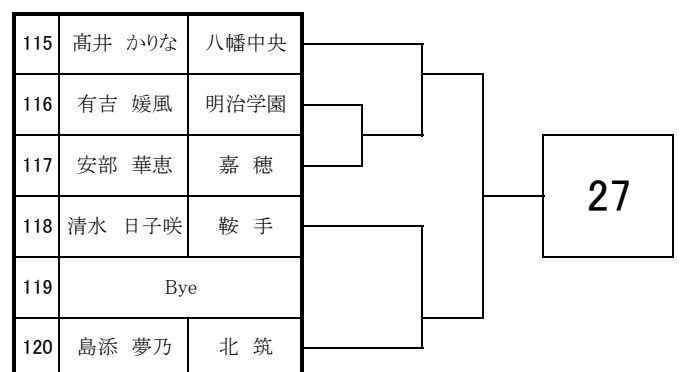 115 髙井 かりな 八幡中央
116 有吉 媛風 明治学園
117 安部 華恵 嘉 穂
118 清水 日子咲 鞍 手
119 Bye
120 島添 夢乃 北 筑
27